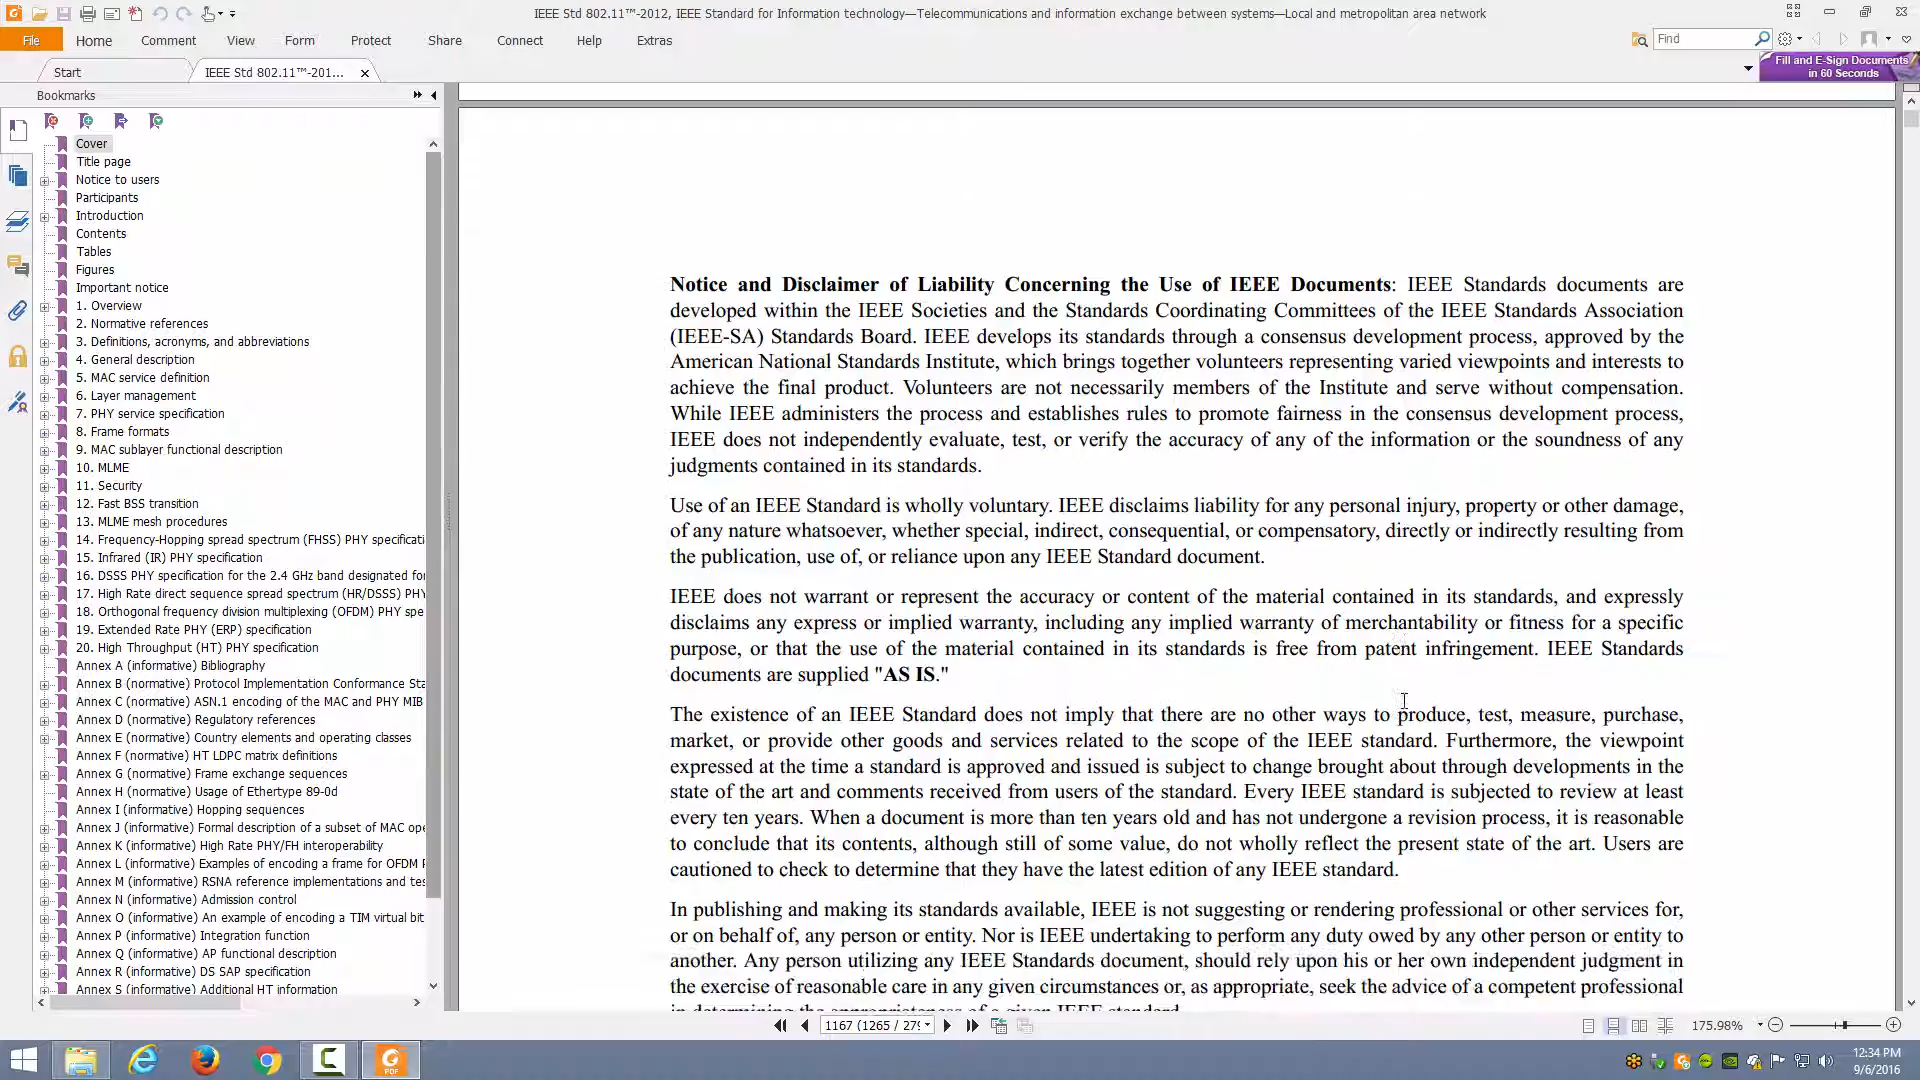 IEEE Std 802.11™-2012, IEEE Standard for Information technology—Telecommunications and information exchange between systems—Local and metropolitan area network
File Home Comment View Form Protect Share Connect Help Extras Find
Start IEEE Std 802.11™-201...
Fill and E-Sign Documents
in 60 Seconds
Bookmarks
Cover
Title page
Notice to users
Participants
Introduction
Contents
Tables
Figures
Important notice
1. Overview
2. Normative references
3. Definitions, acronyms, and abbreviations
4. General description
5. MAC service definition
6. Layer management
7. PHY service specification
8. Frame formats
9. MAC sublayer functional description
10. MLME
11. Security
12. Fast BSS transition
13. MLME mesh procedures
14. Frequency-Hopping spread spectrum (FHSS) PHY specificati
15. Infrared (IR) PHY specification
16. DSSS PHY specification for the 2.4 GHz band designated for
17. High Rate direct sequence spread spectrum (HR/DSSS) PHY
18. Orthogonal frequency division multiplexing (OFDM) PHY spe
19. Extended Rate PHY (ERP) specification
20. High Throughput (HT) PHY specification
Annex A (informative) Bibliography
Annex B (normative) Protocol Implementation Conformance Sta
Annex C (normative) ASN.1 encoding of the MAC and PHY MIB
Annex D (normative) Regulatory references
Annex E (normative) Country elements and operating classes
Annex F (normative) HT LDPC matrix definitions
Annex G (normative) Frame exchange sequences
Annex H (normative) Usage of Ethertype 89-0d
Annex I (informative) Hopping sequences
Annex J (informative) Formal description of a subset of MAC ope
Annex K (informative) High Rate PHY/FH interoperability
Annex L (informative) Examples of encoding a frame for OFDM P
Annex M (informative) RSNA reference implementations and tes
Annex N (informative) Admission control
Annex O (informative) An example of encoding a TIM virtual bit
Annex P (informative) Integration function
Annex Q (informative) AP functional description
Annex R (informative) DS SAP specification
Annex S (informative) Additional HT information
Notice and Disclaimer of Liability Concerning the Use of IEEE Documents: IEEE Standards documents are
developed within the IEEE Societies and the Standards Coordinating Committees of the IEEE Standards Association
(IEEE-SA) Standards Board. IEEE develops its standards through a consensus development process, approved by the
American National Standards Institute, which brings together volunteers representing varied viewpoints and interests to
achieve the final product. Volunteers are not necessarily members of the Institute and serve without compensation.
While IEEE administers the process and establishes rules to promote fairness in the consensus development process,
IEEE does not independently evaluate, test, or verify the accuracy of any of the information or the soundness of any
judgments contained in its standards.
Use of an IEEE Standard is wholly voluntary. IEEE disclaims liability for any personal injury, property or other damage,
of any nature whatsoever, whether special, indirect, consequential, or compensatory, directly or indirectly resulting from
the publication, use of, or reliance upon any IEEE Standard document.
IEEE does not warrant or represent the accuracy or content of the material contained in its standards, and expressly
disclaims any express or implied warranty, including any implied warranty of merchantability or fitness for a specific
purpose, or that the use of the material contained in its standards is free from patent infringement. IEEE Standards
documents are supplied "AS IS."
The existence of an IEEE Standard does not imply that there are no other ways to produce, test, measure, purchase,
market, or provide other goods and services related to the scope of the IEEE standard. Furthermore, the viewpoint
expressed at the time a standard is approved and issued is subject to change brought about through developments in the
state of the art and comments received from users of the standard. Every IEEE standard is subjected to review at least
every ten years. When a document is more than ten years old and has not undergone a revision process, it is reasonable
to conclude that its contents, although still of some value, do not wholly reflect the present state of the art. Users are
cautioned to check to determine that they have the latest edition of any IEEE standard.
In publishing and making its standards available, IEEE is not suggesting or rendering professional or other services for,
or on behalf of, any person or entity. Nor is IEEE undertaking to perform any duty owed by any other person or entity to
another. Any person utilizing any IEEE Standards document, should rely upon his or her own independent judgment in
the exercise of reasonable care in any given circumstances or, as appropriate, seek the advice of a competent professional
in determining the appropriateness of a given IEEE standard.
1167 (1265 / 279 175.98%
12:34 PM
9/6/2016